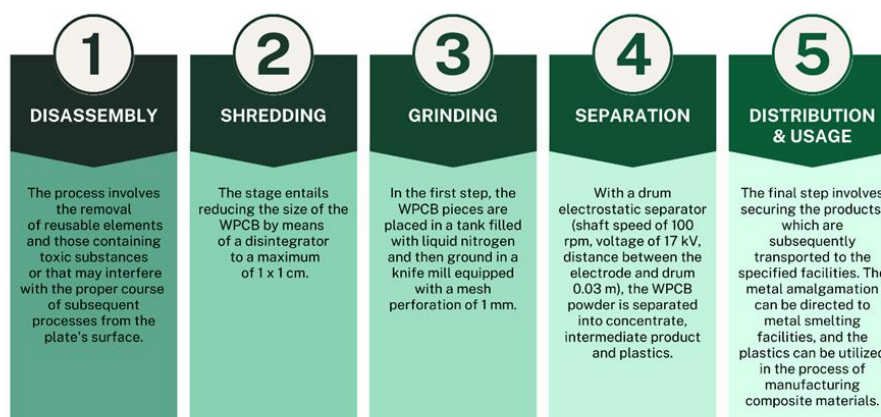 1
DISASSEMBLY
The process involves
the removal
of reusable elements
and those containing
toxic substances
or that may interfere
with the proper course
of subsequent
processes from the
plate's surface.
2
SHREDDING
The stage entails
reducing the size of the
WPCB by means
of a disintegrator
to a maximum
of 1 x 1 cm.
3
GRINDING
In the first step, the
WPCB pieces are
placed in a tank filled
with liquid nitrogen
and then ground in a
knife mill equipped
with a mesh
perforation of 1 mm.
4
SEPARATION
With a drum
electrostatic separator
(shaft speed of 100
rpm, voltage of 17 kV,
distance between the
electrode and drum
0.03 m), the WPCB
powder is separated
into concentrate,
intermediate product
and plastics.
5
DISTRIBUTION
& USAGE
The final step involves
securing the products,
which are
subsequently
transported to the
specified facilities. The
metal amalgamation
can be directed to
metal smelting
facilities, and the
plastics can be utilized
in the process of
manufacturing
composite materials.